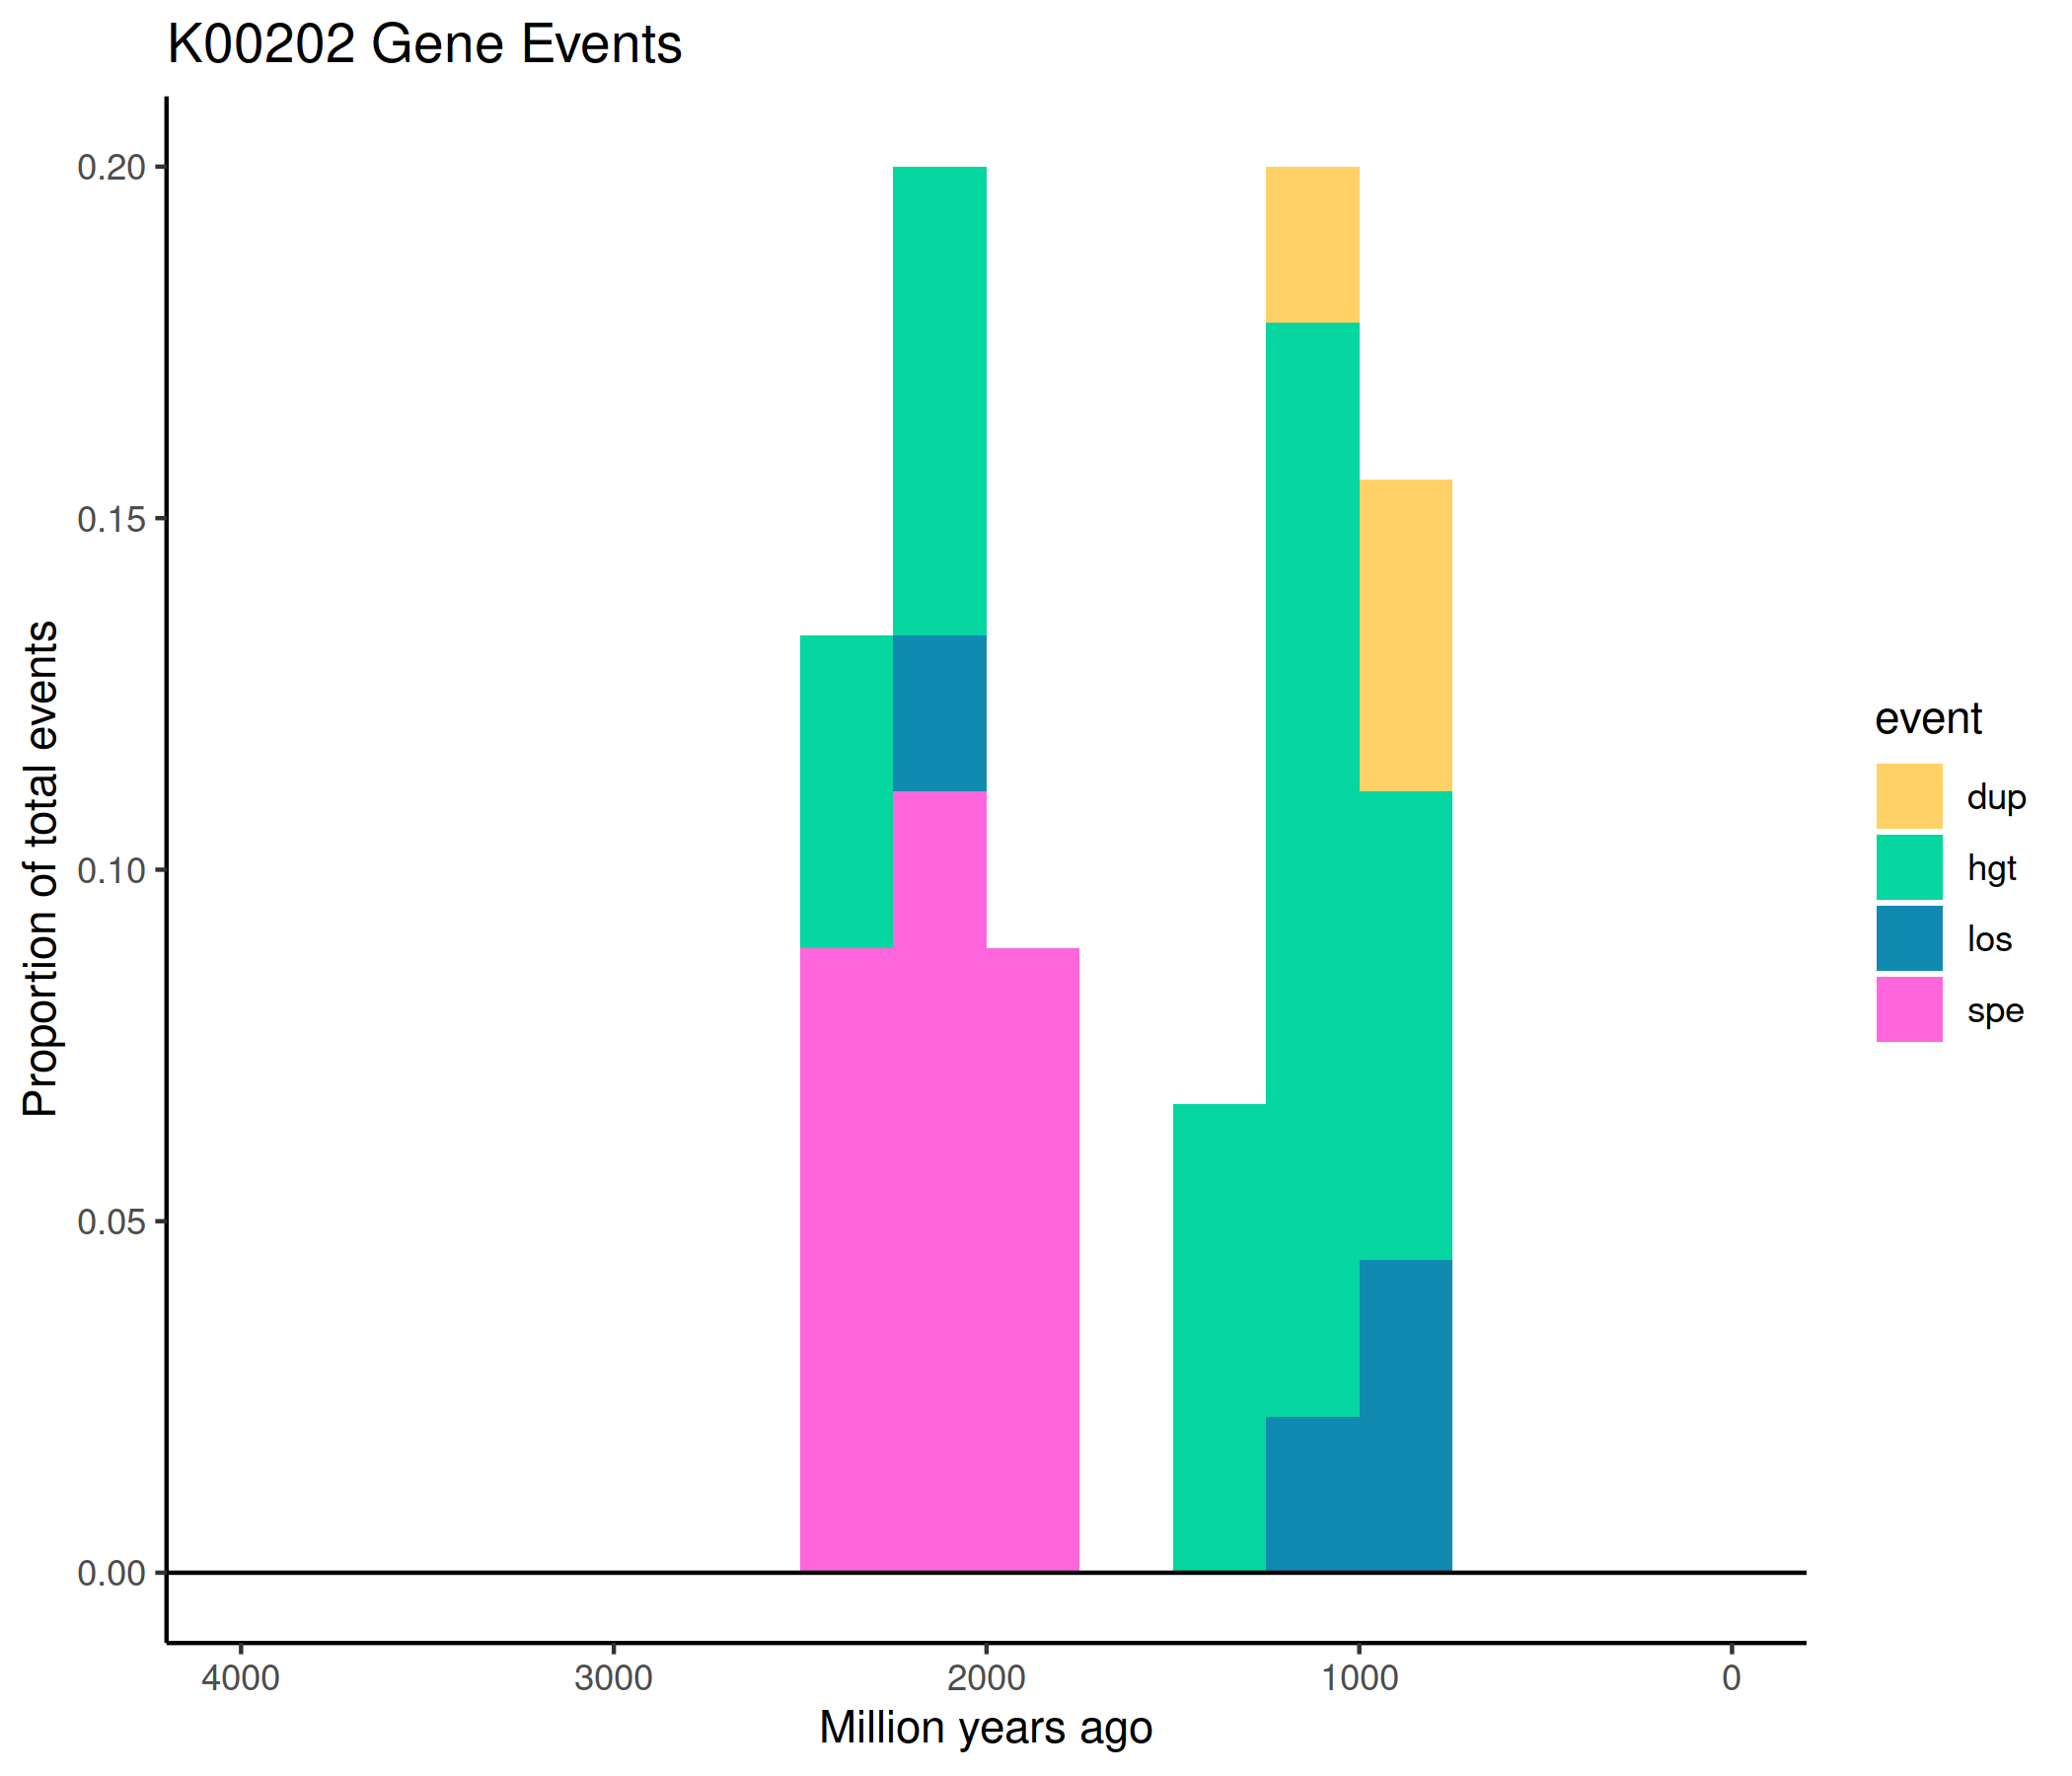 K00202 Gene Events
0.20
0.15
0.10
0.05
0.00
Proportion of total events
4000 3000 2000 1000 0
Million years ago
event
dup
hgt
los
spe